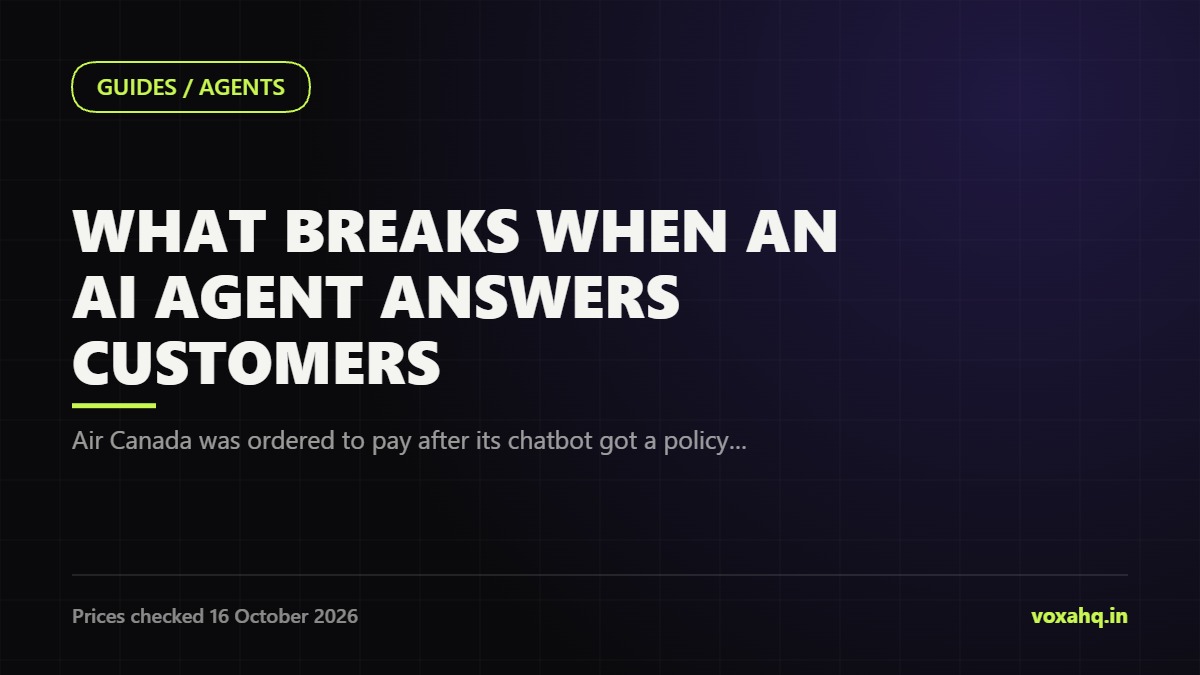 GUIDES / AGENTS
WHAT BREAKS WHEN AN
AI AGENT ANSWERS
CUSTOMERS
Air Canada was ordered to pay after its chatbot got a policy...
Prices checked 16 October 2026
voxahq.in